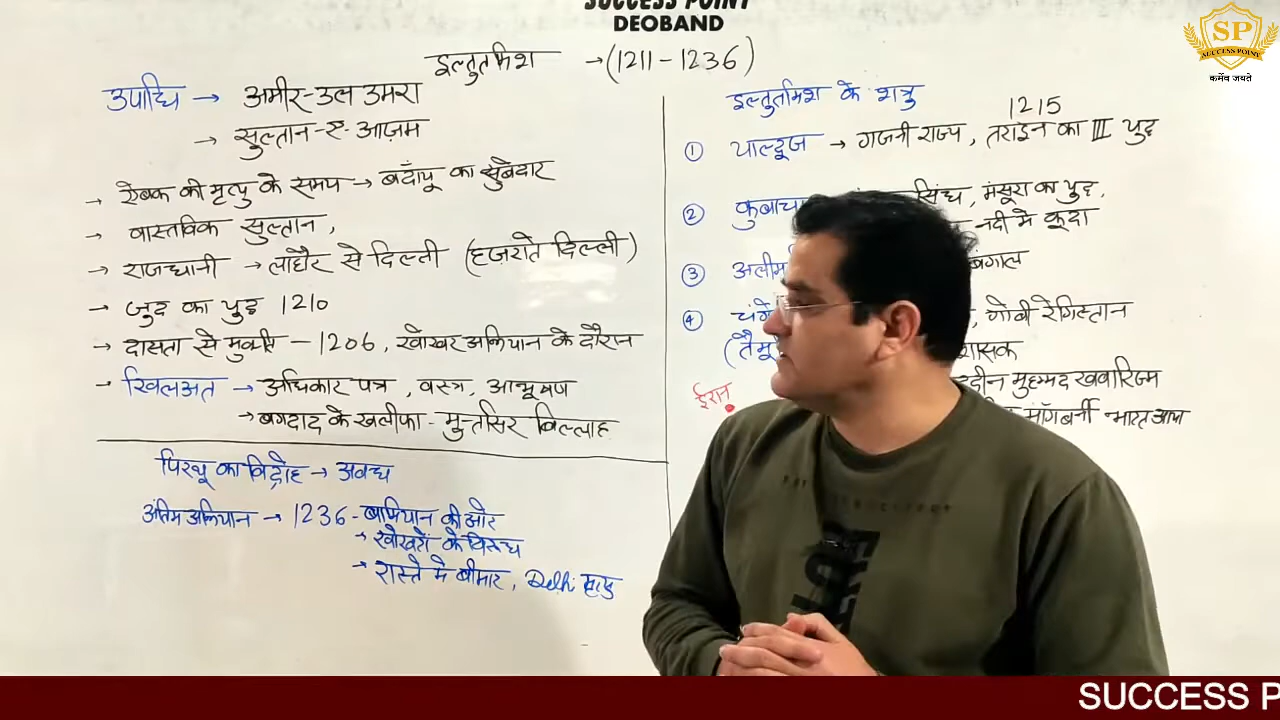 SUCCESS POINT
DEOBAND
SP
SUCCESS POINT
कर्मेव जयते
इल्तुतमिश → (1211-1236)
उपाधि → अमीर-उल उमरा
→ सुल्तान-ए-आज़म
→ ऐबक की मृत्यु के समय → बदाँयू का सुबेदार
→ वास्तविक सुल्तान,
→ राजधानी → लाहौर से दिल्ली (हज़रते दिल्ली)
→ जुद का युद्ध 1210
→ दासता से मुक्ति - 1206, खोखर अभियान के दौरान
→ खिलअत → अधिकार पत्र, वस्त्र, आभूषण
→ बगदाद के खलीफा - मुन्तसिर बिल्लाह
पिरथू का विद्रोह → अवध
अंतिम अभियान → 1236 - बामियान की ओर
→ खोखरों के विरूध
→ रास्ते मे बीमार, Delhi मृत्यु
इल्तुतमिश के शत्रु
1215
① याल्दूज → गजनी राज्य, तराइन का III युद्ध
② कुबाचा सिंध, मंसूरा का युद्ध,
नदी मे कूदा
③ अलीम बंगाल
④ चंगे , गोबी रेगिस्तान
(तैमू शासक
ईरान
द्दीन मुहम्मद ख्वारिज्म
मॉगबर्नी भारत आया
SUCCESS P